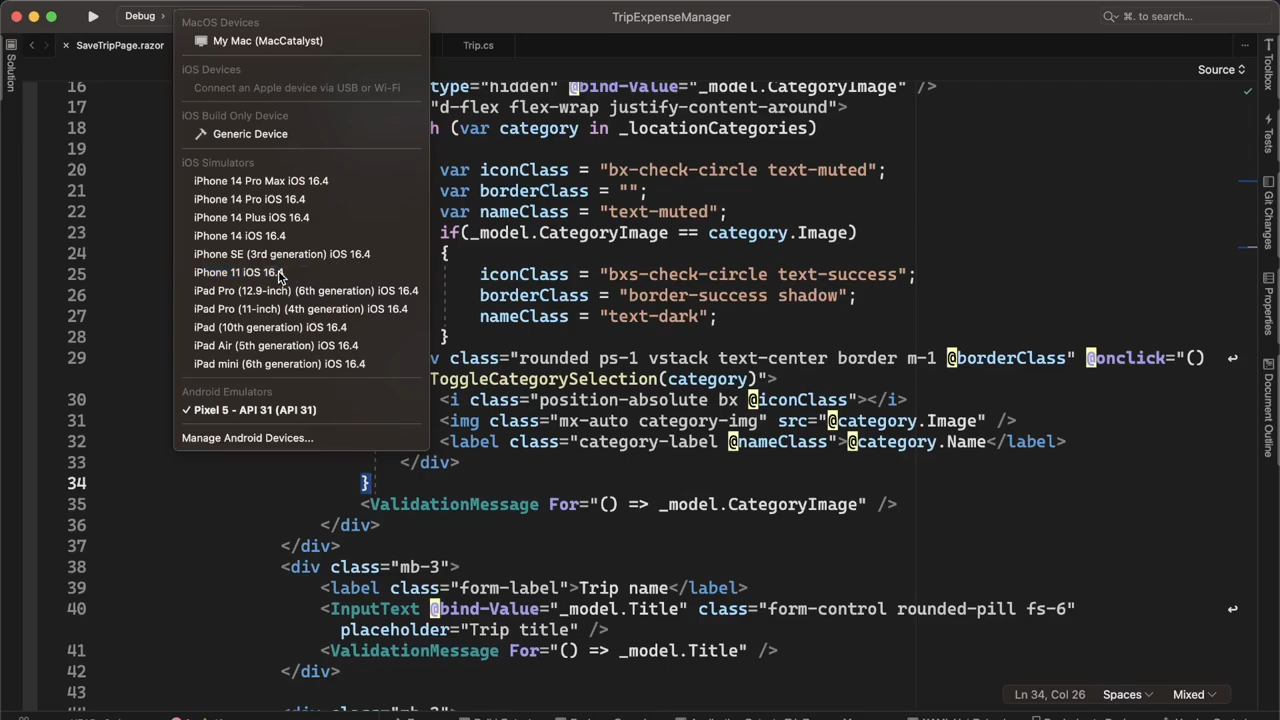 Debug
TripExpenseManager
⌘. to search...
SaveTripPage.razor
Trip.cs
Source
Solution
Toolbox
Tests
Git Changes
Properties
Document Outline
MacOS Devices
My Mac (MacCatalyst)
iOS Devices
Connect an Apple device via USB or Wi-Fi
iOS Build Only Device
Generic Device
iOS Simulators
iPhone 14 Pro Max iOS 16.4
iPhone 14 Pro iOS 16.4
iPhone 14 Plus iOS 16.4
iPhone 14 iOS 16.4
iPhone SE (3rd generation) iOS 16.4
iPhone 11 iOS 16.4
iPad Pro (12.9-inch) (6th generation) iOS 16.4
iPad Pro (11-inch) (4th generation) iOS 16.4
iPad (10th generation) iOS 16.4
iPad Air (5th generation) iOS 16.4
iPad mini (6th generation) iOS 16.4
Android Emulators
✓ Pixel 5 - API 31 (API 31)
Manage Android Devices...
16 type="hidden" @bind-Value="_model.CategoryImage" />
17 "d-flex flex-wrap justify-content-around">
18 h (var category in _locationCategories)
19
20 var iconClass = "bx-check-circle text-muted";
21 var borderClass = "";
22 var nameClass = "text-muted";
23 if(_model.CategoryImage == category.Image)
24 {
25 iconClass = "bxs-check-circle text-success";
26 borderClass = "border-success shadow";
27 nameClass = "text-dark";
28 }
29 v class="rounded ps-1 vstack text-center border m-1 @borderClass" @onclick="()
ToggleCategorySelection(category)">
30 <i class="position-absolute bx @iconClass"></i>
31 <img class="mx-auto category-img" src="@category.Image" />
32 <label class="category-label @nameClass">@category.Name</label>
33 </div>
34 }
35 <ValidationMessage For="() => _model.CategoryImage" />
36 </div>
37 </div>
38 <div class="mb-3">
39 <label class="form-label">Trip name</label>
40 <InputText @bind-Value="_model.Title" class="form-control rounded-pill fs-6"
placeholder="Trip title" />
41 <ValidationMessage For="() => _model.Title" />
42 </div>
43
Ln 34, Col 26 Spaces Mixed